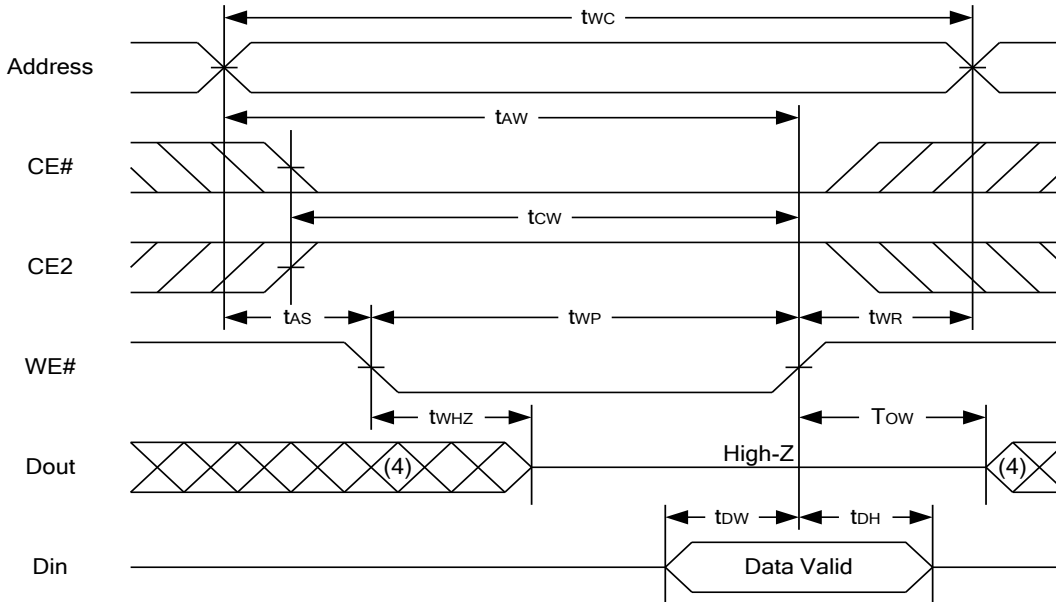 tWC
Address
tAW
CE#
tCW
CE2
tAS
tWP
tWR
WE#
tWHZ
TOW
High-Z
Dout
(4)
(4)
tDW
tDH
Din
Data Valid